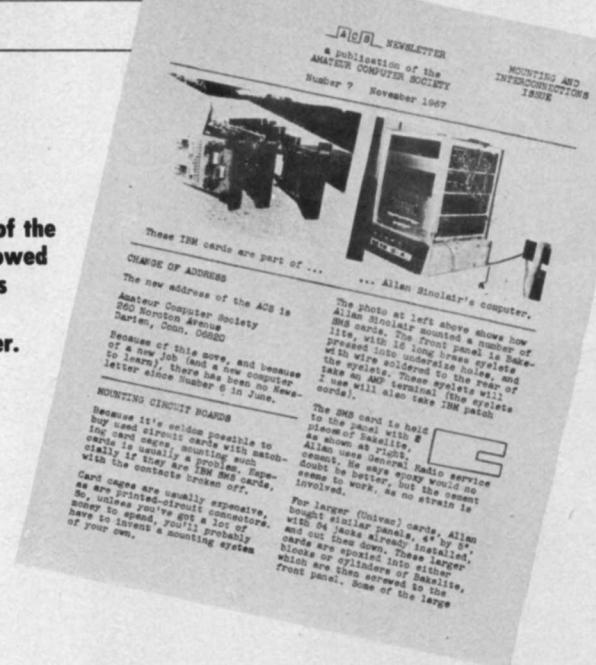 of the
owed
s
er.
ACS NEWSLETTER
a publication of the
AMATEUR COMPUTER SOCIETY
Number 7 November 1967
MOUNTING AND
INTERCONNECTIONS
ISSUE
These IBM cards are part of ...
... Allan Sinclair's computer.
CHANGE OF ADDRESS
The new address of the ACS is
Amateur Computer Society
260 Noroton Avenue
Darien, Conn. 06820
Because of this move, and because
of a new job (and a new computer
to learn), there has been no News-
letter since Number 6 in June.
MOUNTING CIRCUIT BOARDS
Because it's seldom possible to
buy used circuit cards with match-
ing card cages, mounting such
cards is usually a problem. Espe-
cially if they are IBM SMS cards,
with the contacts broken off.
Card cages are usually expensive,
as are printed-circuit connectors.
So, unless you've got a lot of
money to spend, you'll probably
have to invent a mounting system
of your own.
The photo at left above shows how
Allan Sinclair mounted a number of
SMS cards. The front panel is Bake-
lite, with 16 long brass eyelets
pressed into undersize holes, and
with wire soldered to the rear of
the eyelets. These eyelets will
take an AMP terminal (the eyelets
I use will also take IBM patch
cords).
The SMS card is held
to the panel with 2
pieces of Bakelite,
as shown at right.
Allan uses General Radio service
cement. He says epoxy would no
doubt be better, but the cement
seems to work, as no strain is
involved.
For larger (Univac) cards, Allan
bought similar panels, 4" by 5",
with 54 jacks already installed,
and cut them down. These larger
cards are epoxied into either
blocks or cylinders of Bakelite,
which are then screwed to the
front panel. Some of the large